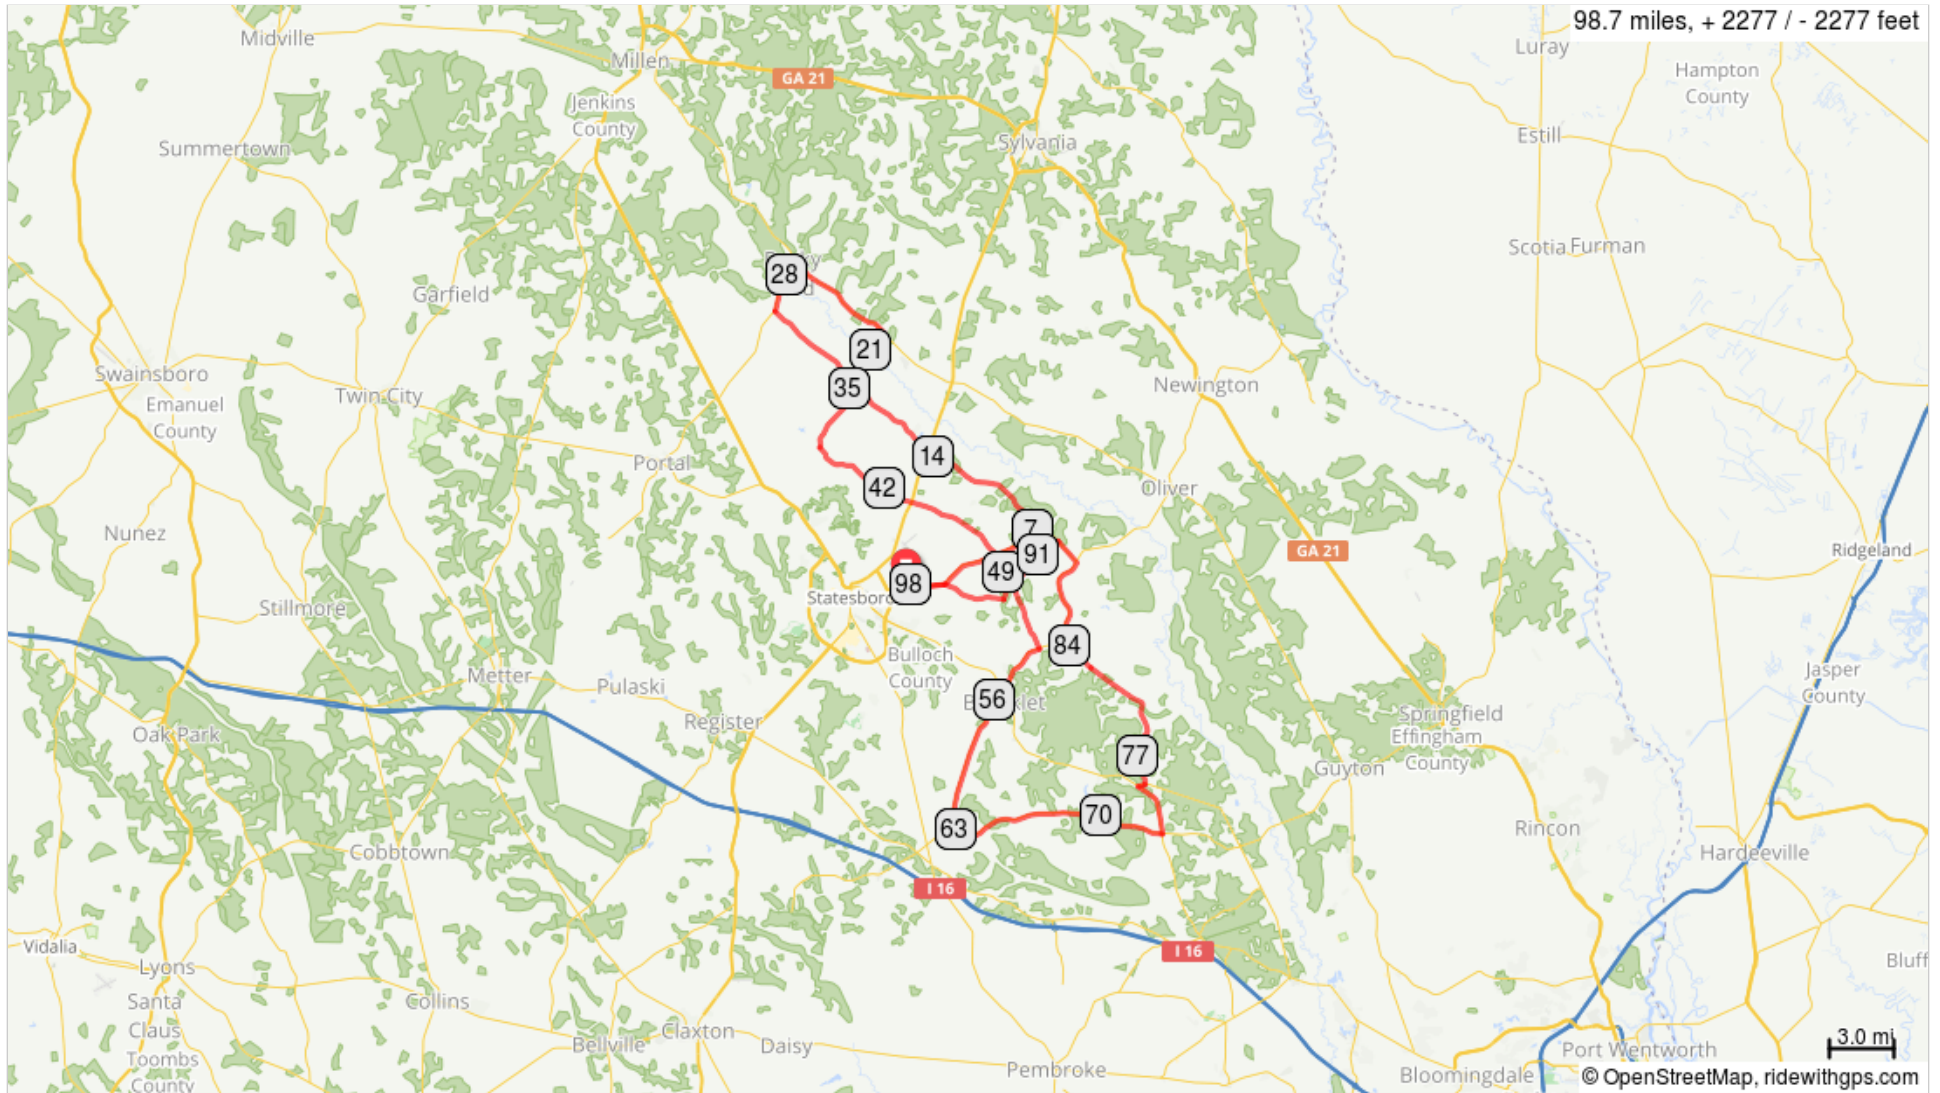 98.7 miles, + 2277 / - 2277 feet
Midville
Millen
GA 21
Luray
Hampton
County
Jenkins
County
Summertown
Sylvania
Estill
Scotia
Furman
28
Garfield
21
35
Swainsboro
Emanuel
County
Twin City
Newington
14
Portal
42
Oliver
Nunez
7
91
GA 21
Ridgeland
49
98
Statesboro
Stillmore
84
Bulloch
County
Metter
Pulaski
56
Jasper
County
Register
Oak Park
Springfield
Effingham
County
77
Guyton
70
63
Rincon
Cobbtown
Hardeeville
I 16
Vidalia
I 16
Lyons
Bluff
Santa
Claus
Collins
Toombs
County
Bellville
Claxton
Daisy
Pembroke
3.0 mi
Port Wentworth
Bloomingdale
© OpenStreetMap, ridewithgps.com